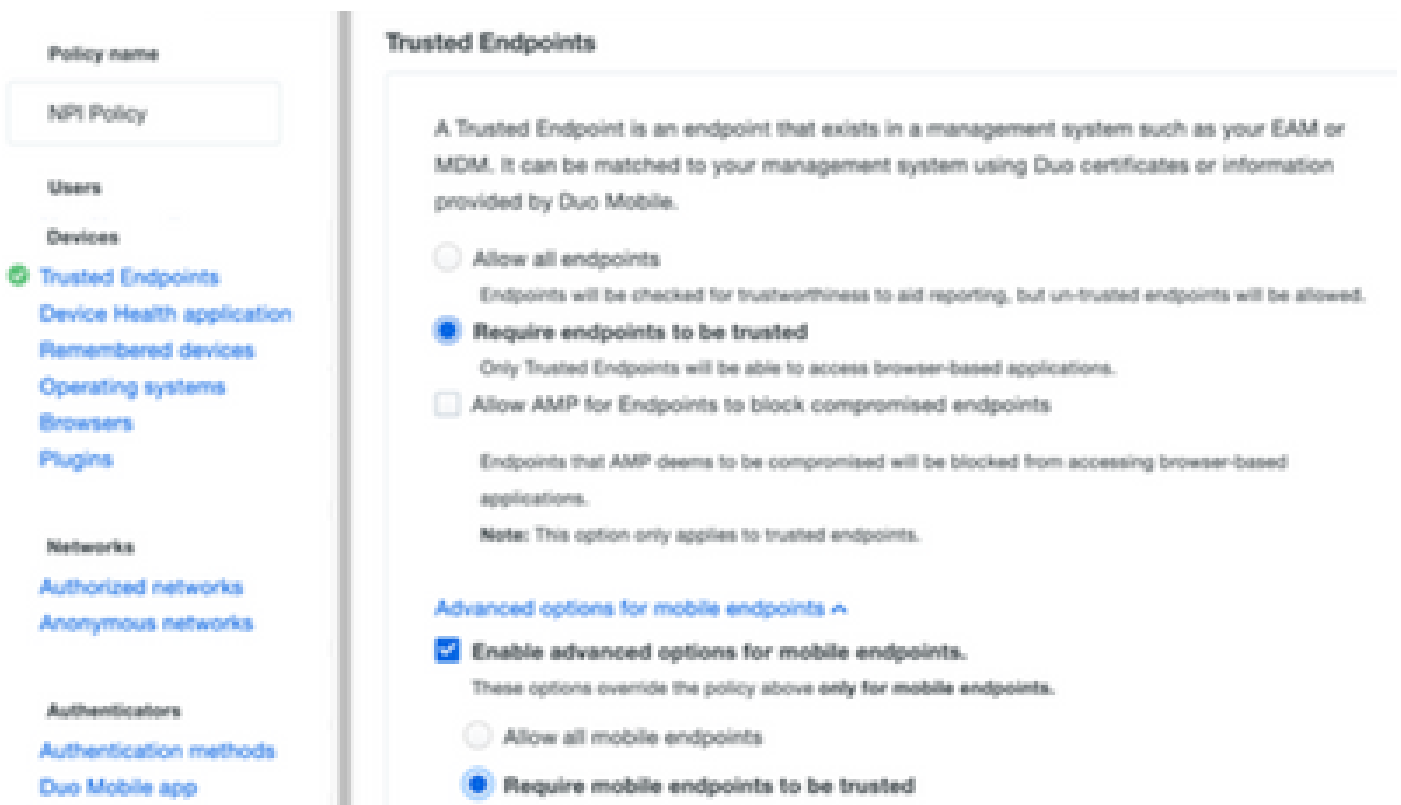 Policy name
NPI Policy
Users
Devices
Trusted Endpoints
Device Health application
Remembered devices
Operating systems
Browsers
Plugins
Networks
Authorized networks
Anonymous networks
Authenticators
Authentication methods
Duo Mobile app
Trusted Endpoints
A Trusted Endpoint is an endpoint that exists in a management system such as your EAM or
MDM. It can be matched to your management system using Duo certificates or information
provided by Duo Mobile.
Allow all endpoints
Endpoints will be checked for trustworthiness to aid reporting, but un-trusted endpoints will be allowed.
Require endpoints to be trusted
Only Trusted Endpoints will be able to access browser-based applications.
Allow AMP for Endpoints to block compromised endpoints
Endpoints that AMP deems to be compromised will be blocked from accessing browser-based
applications.
Note: This option only applies to trusted endpoints.
Advanced options for mobile endpoints
Enable advanced options for mobile endpoints.
These options override the policy above only for mobile endpoints.
Allow all mobile endpoints
Require mobile endpoints to be trusted